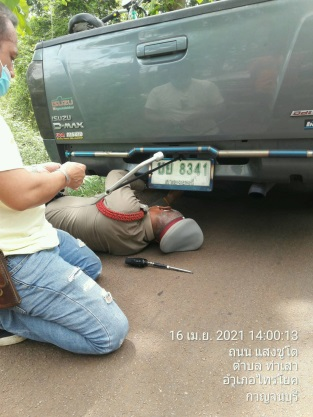 ISUZU
ISUZU
D-MAX
8341
16 เม.ย. 2021 14:00:13
ถนน แสงชูโต
ตำบล ท่าเสา
อำเภอไทรโยค
กาญจนบุรี